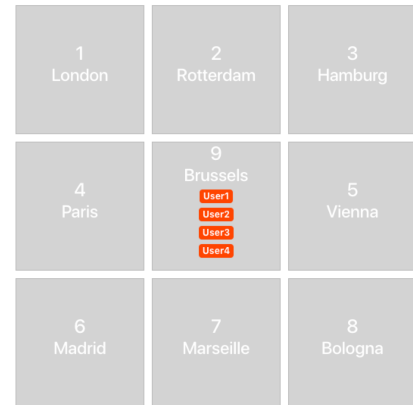 1
London
2
Rotterdam
3
Hamburg
4
Paris
9
Brussels
User1
User2
User3
User4
5
Vienna
6
Madrid
7
Marseille
8
Bologna